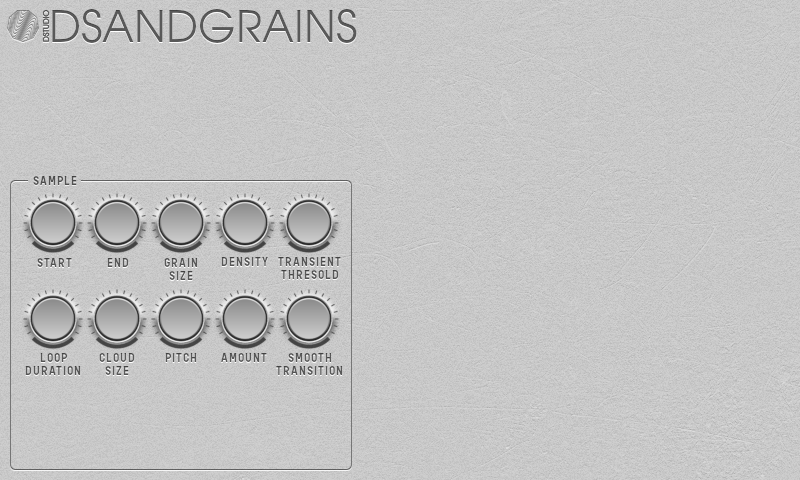 DSTUDIO
DSANDGRAINS
SAMPLE
START
END
GRAIN
SIZE
DENSITY
TRANSIENT
THRESOLD
LOOP
DURATION
CLOUD
SIZE
PITCH
AMOUNT
SMOOTH
TRANSITION